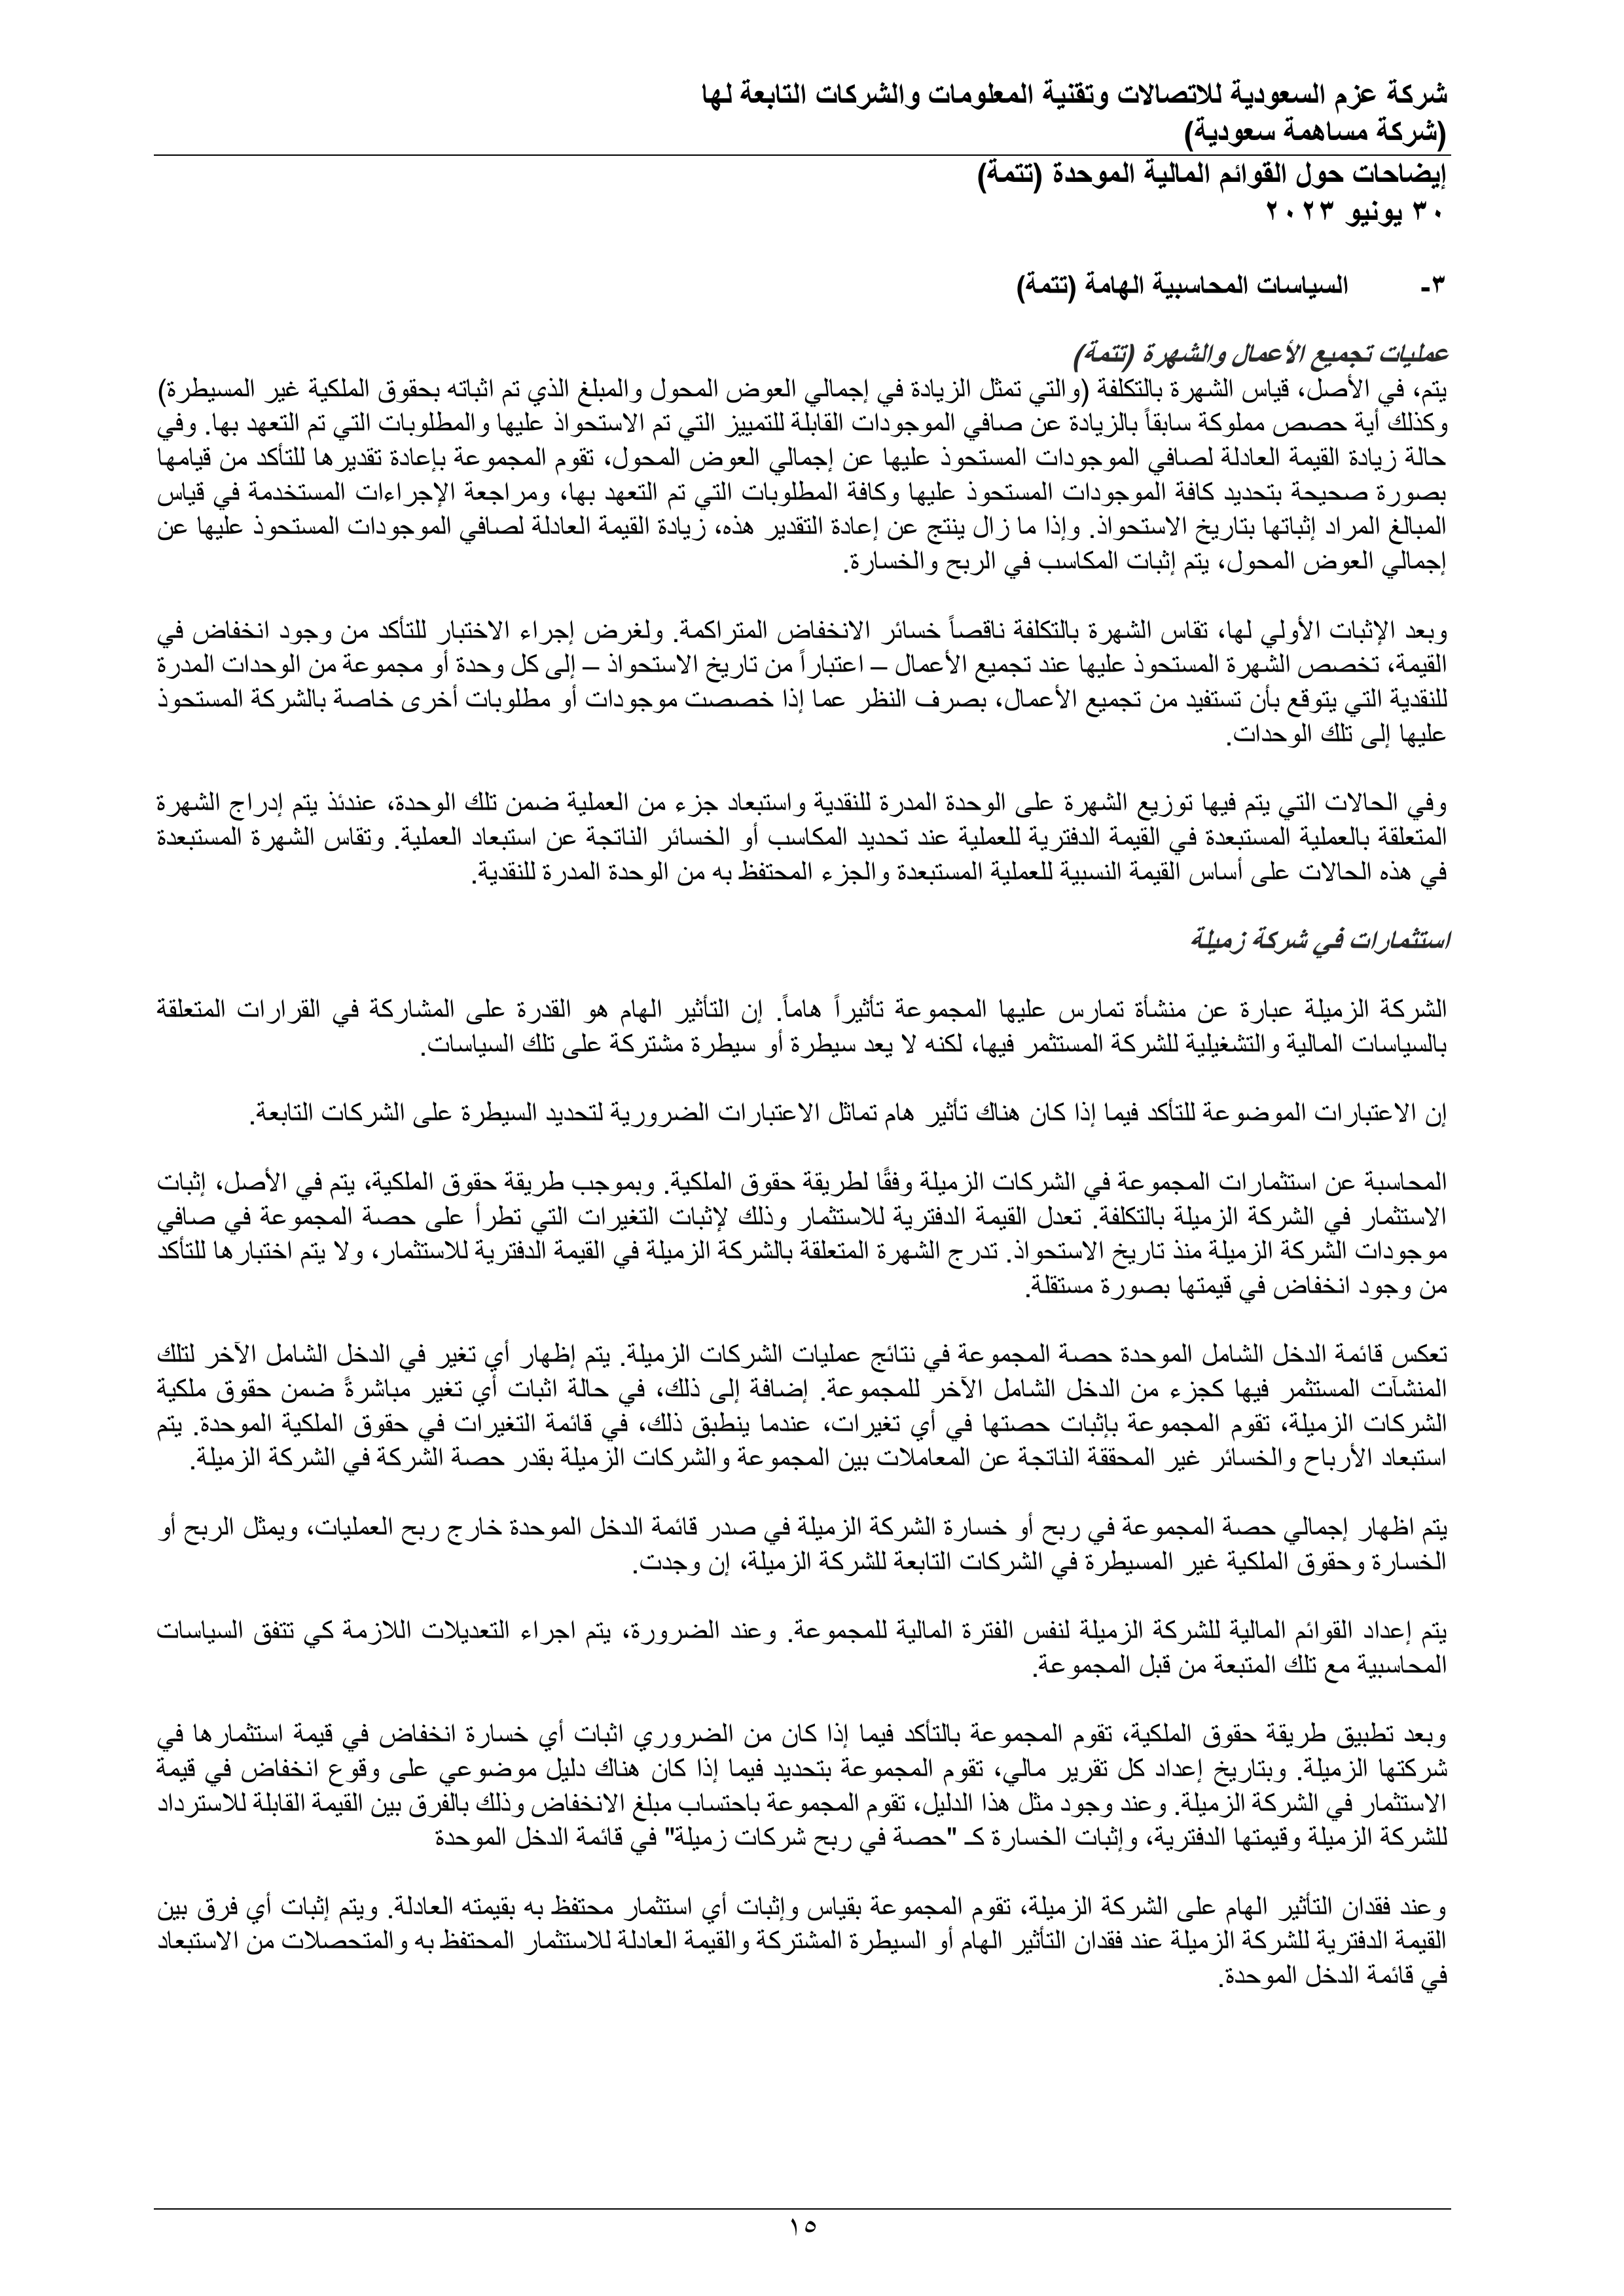 شركة عزم السعودية للاتصالات وتقنية المعلومات والشركات التابعة لها
(شركة مساهمة سعودية)
إيضاحات حول القوائم المالية الموحدة (تتمة)
٣٠ يونيو ٢٠٢٣
٣- السياسات المحاسبية الهامة (تتمة)
عمليات تجميع الأعمال والشهرة (تتمة)
يتم، في الأصل، قياس الشهرة بالتكلفة (والتي تمثل الزيادة في إجمالي العوض المحول والمبلغ الذي تم اثباته بحقوق الملكية غير المسيطرة)
وكذلك أية حصص مملوكة سابقاً بالزيادة عن صافي الموجودات القابلة للتمييز التي تم الاستحواذ عليها والمطلوبات التي تم التعهد بها. وفي
حالة زيادة القيمة العادلة لصافي الموجودات المستحوذ عليها عن إجمالي العوض المحول، تقوم المجموعة بإعادة تقديرها للتأكد من قيامها
بصورة صحيحة بتحديد كافة الموجودات المستحوذ عليها وكافة المطلوبات التي تم التعهد بها، ومراجعة الإجراءات المستخدمة في قياس
المبالغ المراد إثباتها بتاريخ الاستحواذ. وإذا ما زال ينتج عن إعادة التقدير هذه، زيادة القيمة العادلة لصافي الموجودات المستحوذ عليها عن
إجمالي العوض المحول، يتم إثبات المكاسب في الربح والخسارة.
وبعد الإثبات الأولي لها، تقاس الشهرة بالتكلفة ناقصاً خسائر الانخفاض المتراكمة. ولغرض إجراء الاختبار للتأكد من وجود انخفاض في
القيمة، تخصص الشهرة المستحوذ عليها عند تجميع الأعمال – اعتباراً من تاريخ الاستحواذ – إلى كل وحدة أو مجموعة من الوحدات المدرة
للنقدية التي يتوقع بأن تستفيد من تجميع الأعمال، بصرف النظر عما إذا خصصت موجودات أو مطلوبات أخرى خاصة بالشركة المستحوذ
عليها إلى تلك الوحدات.
وفي الحالات التي يتم فيها توزيع الشهرة على الوحدة المدرة للنقدية واستبعاد جزء من العملية ضمن تلك الوحدة، عندئذ يتم إدراج الشهرة
المتعلقة بالعملية المستبعدة في القيمة الدفترية للعملية عند تحديد المكاسب أو الخسائر الناتجة عن استبعاد العملية. وتقاس الشهرة المستبعدة
في هذه الحالات على أساس القيمة النسبية للعملية المستبعدة والجزء المحتفظ به من الوحدة المدرة للنقدية.
استثمارات في شركة زميلة
الشركة الزميلة عبارة عن منشأة تمارس عليها المجموعة تأثيراً هاماً. إن التأثير الهام هو القدرة على المشاركة في القرارات المتعلقة
بالسياسات المالية والتشغيلية للشركة المستثمر فيها، لكنه لا يعد سيطرة أو سيطرة مشتركة على تلك السياسات.
إن الاعتبارات الموضوعة للتأكد فيما إذا كان هناك تأثير هام تماثل الاعتبارات الضرورية لتحديد السيطرة على الشركات التابعة.
المحاسبة عن استثمارات المجموعة في الشركات الزميلة وفقًا لطريقة حقوق الملكية. وبموجب طريقة حقوق الملكية، يتم في الأصل، إثبات
الاستثمار في الشركة الزميلة بالتكلفة. تعدل القيمة الدفترية للاستثمار وذلك لإثبات التغيرات التي تطرأ على حصة المجموعة في صافي
موجودات الشركة الزميلة منذ تاريخ الاستحواذ. تدرج الشهرة المتعلقة بالشركة الزميلة في القيمة الدفترية للاستثمار، ولا يتم اختبارها للتأكد
من وجود انخفاض في قيمتها بصورة مستقلة.
تعكس قائمة الدخل الشامل الموحدة حصة المجموعة في نتائج عمليات الشركات الزميلة. يتم إظهار أي تغير في الدخل الشامل الآخر لتلك
المنشآت المستثمر فيها كجزء من الدخل الشامل الآخر للمجموعة. إضافة إلى ذلك، في حالة اثبات أي تغير مباشرةً ضمن حقوق ملكية
الشركات الزميلة، تقوم المجموعة بإثبات حصتها في أي تغيرات، عندما ينطبق ذلك، في قائمة التغيرات في حقوق الملكية الموحدة. يتم
استبعاد الأرباح والخسائر غير المحققة الناتجة عن المعاملات بين المجموعة والشركات الزميلة بقدر حصة الشركة في الشركة الزميلة.
يتم اظهار إجمالي حصة المجموعة في ربح أو خسارة الشركة الزميلة في صدر قائمة الدخل الموحدة خارج ربح العمليات، ويمثل الربح أو
الخسارة وحقوق الملكية غير المسيطرة في الشركات التابعة للشركة الزميلة، إن وجدت.
يتم إعداد القوائم المالية للشركة الزميلة لنفس الفترة المالية للمجموعة. وعند الضرورة، يتم اجراء التعديلات اللازمة كي تتفق السياسات
المحاسبية مع تلك المتبعة من قبل المجموعة.
وبعد تطبيق طريقة حقوق الملكية، تقوم المجموعة بالتأكد فيما إذا كان من الضروري اثبات أي خسارة انخفاض في قيمة استثمارها في
شركتها الزميلة. وبتاريخ إعداد كل تقرير مالي، تقوم المجموعة بتحديد فيما إذا كان هناك دليل موضوعي على وقوع انخفاض في قيمة
الاستثمار في الشركة الزميلة. وعند وجود مثل هذا الدليل، تقوم المجموعة باحتساب مبلغ الانخفاض وذلك بالفرق بين القيمة القابلة للاسترداد
للشركة الزميلة وقيمتها الدفترية، وإثبات الخسارة كـ "حصة في ربح شركات زميلة" في قائمة الدخل الموحدة
وعند فقدان التأثير الهام على الشركة الزميلة، تقوم المجموعة بقياس وإثبات أي استثمار محتفظ به بقيمته العادلة. ويتم إثبات أي فرق بين
القيمة الدفترية للشركة الزميلة عند فقدان التأثير الهام أو السيطرة المشتركة والقيمة العادلة للاستثمار المحتفظ به والمتحصلات من الاستبعاد
في قائمة الدخل الموحدة.
١٥